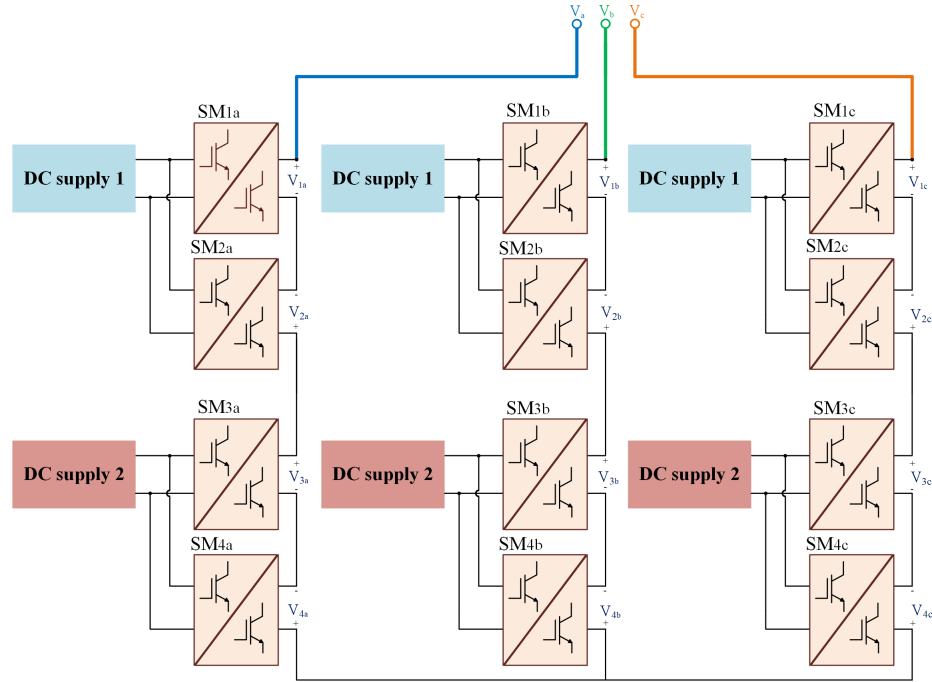 Va Vb Vc
SM1a SM1b SM1c
DC supply 1 DC supply 1 DC supply 1
+ + +
V1a V1b V1c
- - -
SM2a SM2b SM2c
- - -
V2a V2b V2c
+ + +
SM3a SM3b SM3c
DC supply 2 DC supply 2 DC supply 2
+ + +
V3a V3b V3c
- - -
SM4a SM4b SM4c
- - -
V4a V4b V4c
+ + +